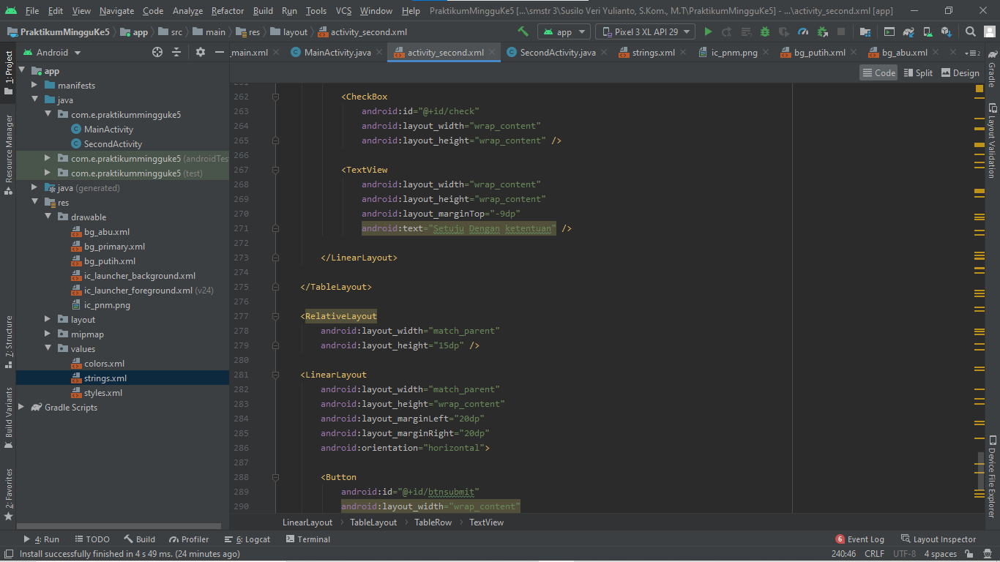 File Edit View Navigate Code Analyze Refactor Build Run Tools VCS Window Help PraktikumMingguKe5 [...\smstr 3\Susilo Veri Yulianto, S.Kom., M.T\PraktikumMingguKe5] - ...\activity_second.xml [app]
PraktikumMingguKe5 app src main res layout activity_second.xml app Pixel 3 XL API 29
Android _main.xml MainActivity.java activity_second.xml SecondActivity.java strings.xml ic_pnm.png bg_putih.xml bg_abu.xml
Code Split Design
1: Project
Resource Manager
7: Structure
Build Variants
2: Favorites
app
manifests
java
com.e.praktikummingguke5
MainActivity
SecondActivity
com.e.praktikummingguke5 (androidTes
com.e.praktikummingguke5 (test)
java (generated)
res
drawable
bg_abu.xml
bg_primary.xml
bg_putih.xml
ic_launcher_background.xml
ic_launcher_foreground.xml (v24)
ic_pnm.png
layout
mipmap
values
colors.xml
strings.xml
styles.xml
Gradle Scripts
261
262 <CheckBox
263 android:id="@+id/check"
264 android:layout_width="wrap_content"
265 android:layout_height="wrap_content" />
266
267 <TextView
268 android:layout_width="wrap_content"
269 android:layout_height="wrap_content"
270 android:layout_marginTop="-9dp"
271 android:text="Setuju Dengan ketentuan" />
272
273 </LinearLayout>
274
275 </TableLayout>
276
277 <RelativeLayout
278 android:layout_width="match_parent"
279 android:layout_height="15dp" />
280
281 <LinearLayout
282 android:layout_width="match_parent"
283 android:layout_height="wrap_content"
284 android:layout_marginLeft="20dp"
285 android:layout_marginRight="20dp"
286 android:orientation="horizontal">
287
288 <Button
289 android:id="@+id/btnsubmit"
290 android:layout_width="wrap_content"
LinearLayout TableLayout TableRow TextView
Gradle
Layout Validation
Device File Explorer
4: Run TODO Build Profiler 6: Logcat Terminal 6 Event Log Layout Inspector
Install successfully finished in 4 s 49 ms. (24 minutes ago) 240:46 CRLF UTF-8 4 spaces